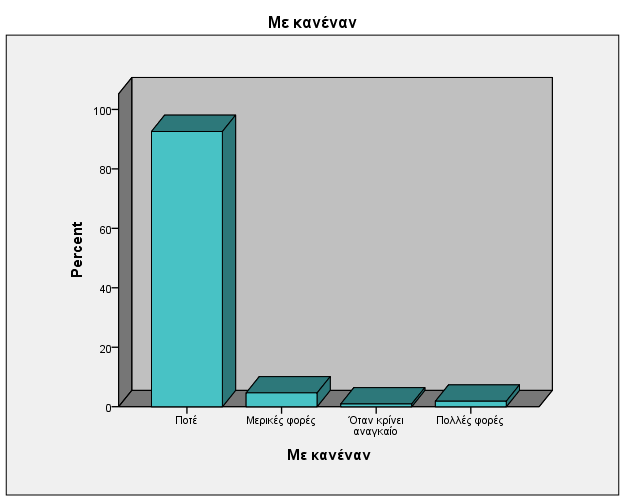 Με κανέναν
100
80
60
40
20
0
Percent
Ποτέ
Μερικές φορές
Όταν κρίνει
αναγκαίο
Πολλές φορές
Με κανέναν